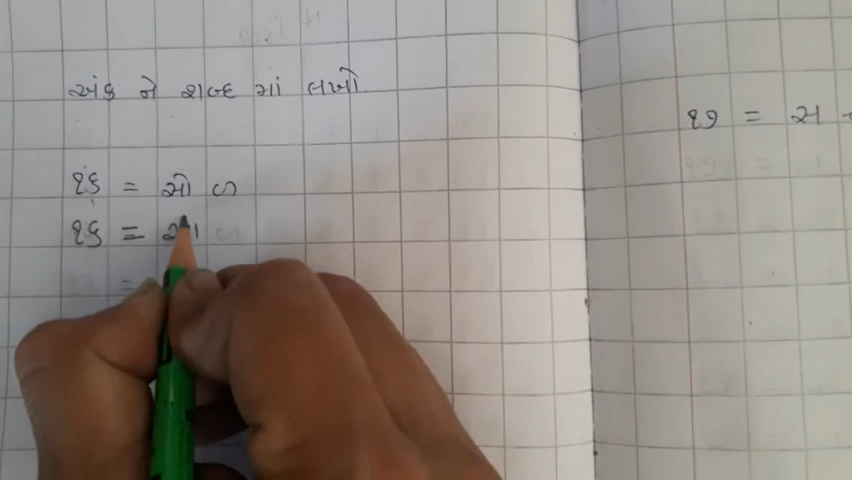 અંક ને શબ્દ માં લખો
૧૬ = સોળ
૧૬ =
=
૧૭ = સ